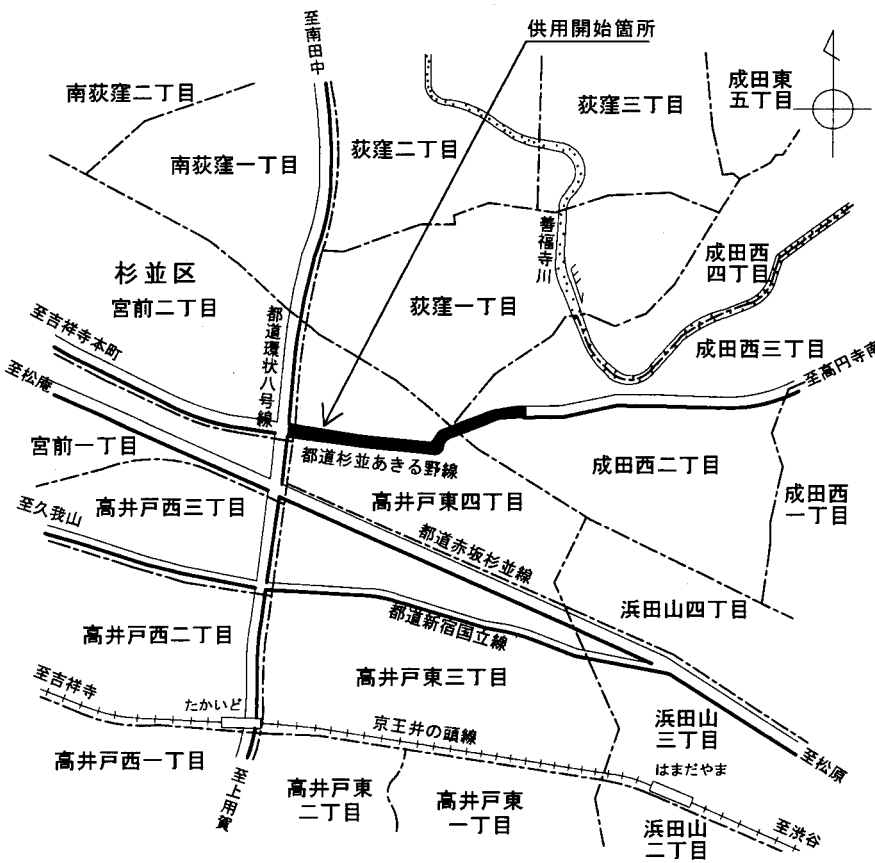 供用開始箇所
至南田中
南荻窪二丁目
荻窪三丁目
成田東
五丁目
荻窪二丁目
南荻窪一丁目
善福寺川
成田西
四丁目
杉並区
宮前二丁目
荻窪一丁目
都道環状八号線
至吉祥寺本町
成田西三丁目
至高円寺南
至松庵
宮前一丁目
都道杉並あきる野線
成田西二丁目
高井戸西三丁目
高井戸東四丁目
成田西
一丁目
至久我山
都道赤坂杉並線
浜田山四丁目
都道新宿国立線
高井戸西二丁目
高井戸東三丁目
至吉祥寺
たかいど
京王井の頭線
浜田山
三丁目
至松原
高井戸西一丁目
はまだやま
至上用賀
高井戸東
二丁目
高井戸東
一丁目
浜田山
二丁目
至渋谷